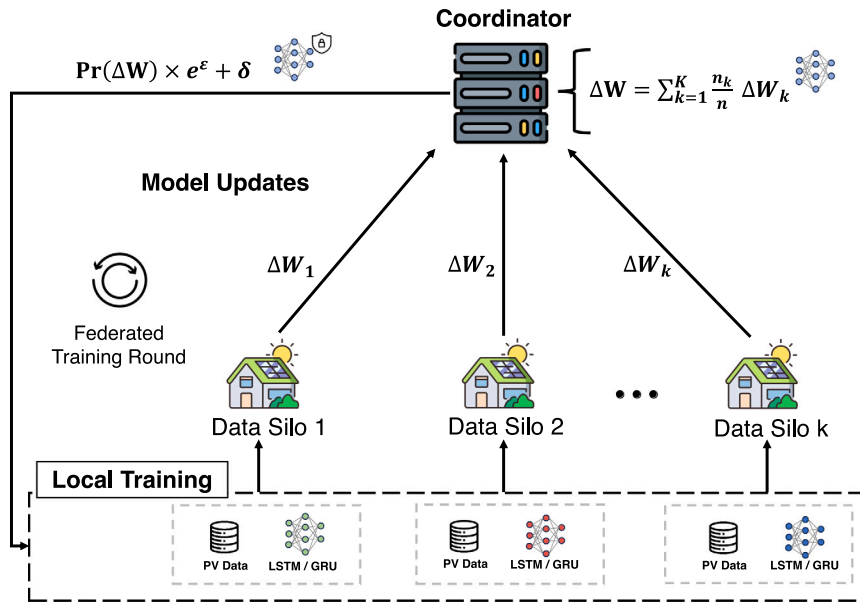 Coordinator
Pr(ΔW) × e^ε + δ
ΔW = ∑_{k=1}^{K} \frac{n_k}{n} ΔW_k
Model Updates
ΔW_1
ΔW_2
ΔW_k
Federated
Training Round
Data Silo 1
Data Silo 2
Data Silo k
Local Training
PV Data
LSTM / GRU
PV Data
LSTM / GRU
PV Data
LSTM / GRU